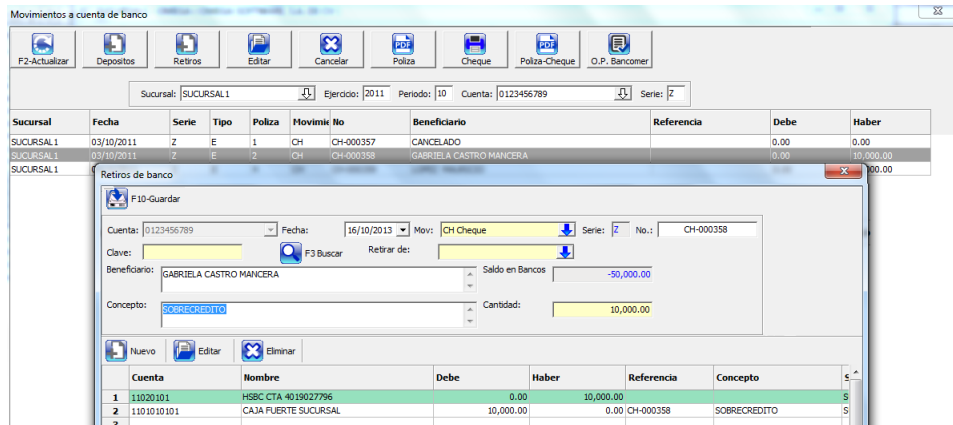 Movimientos a cuenta de banco
F2-Actualizar Depositos Retiros Editar Cancelar Poliza Cheque Poliza-Cheque O.P. Bancomer
Sucursal: SUCURSAL1 Ejercicio: 2011 Periodo: 10 Cuenta: 0123456789 Serie: Z
Sucursal Fecha Serie Tipo Poliza Movimie No Beneficiario Referencia Debe Haber
SUCURSAL1 03/10/2011 Z E 1 CH CH-000357 CANCELADO 0.00 0.00
SUCURSAL1 03/10/2011 Z E 2 CH CH-000358 GABRIELA CASTRO MANCERA 0.00 10,000.00
SUCURSAL1
Retiros de banco
F10-Guardar
Cuenta: 0123456789 Fecha: 16/10/2013 Mov: CH Cheque Serie: Z No.: CH-000358
Clave: F3 Buscar Retirar de:
Beneficiario: GABRIELA CASTRO MANCERA Saldo en Bancos -50,000.00
Concepto: SOBRECREDITO Cantidad: 10,000.00
Nuevo Editar Eliminar
Cuenta Nombre Debe Haber Referencia Concepto S
1 11020101 HSBC CTA 4019027796 0.00 10,000.00 S
2 1101010101 CAJA FUERTE SUCURSAL 10,000.00 0.00 CH-000358 SOBRECREDITO S
3